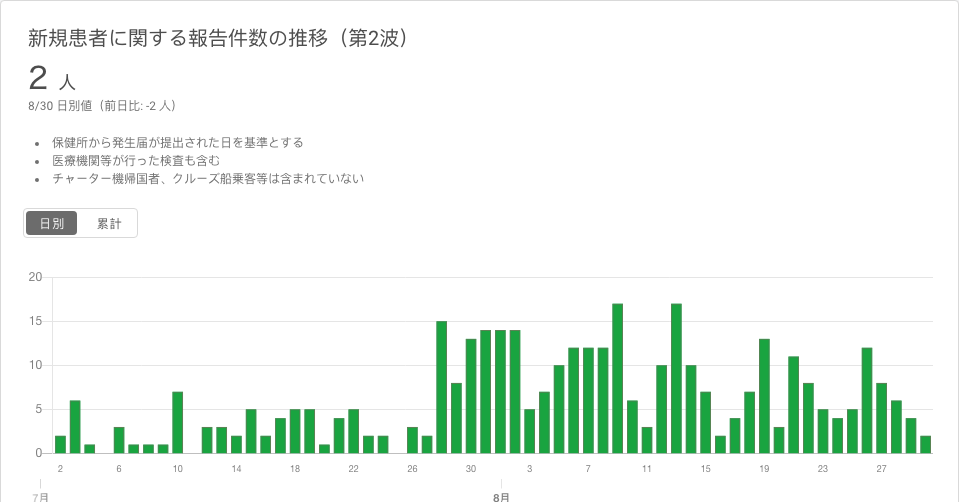 新規患者に関する報告件数の推移（第2波）
2 人
8/30 日別値（前日比: -2 人）
保健所から発生届が提出された日を基準とする
医療機関等が行った検査も含む
チャーター機帰国者、クルーズ船乗客等は含まれていない
日別 累計
20
15
10
5
0
2 6 10 14 18 22 26 30 3 7 11 15 19 23 27
7月 8月